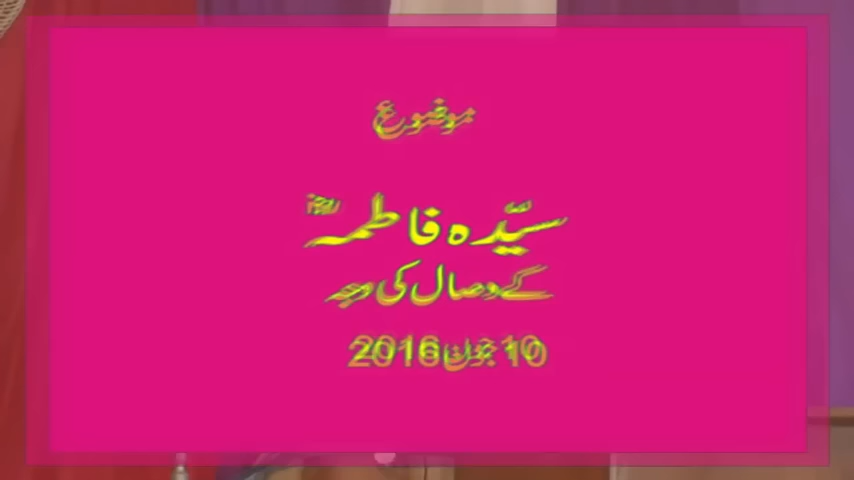 موضوع
سیّدہ فاطمہؓ
کے وصال کی وجہ
10 جون 2016